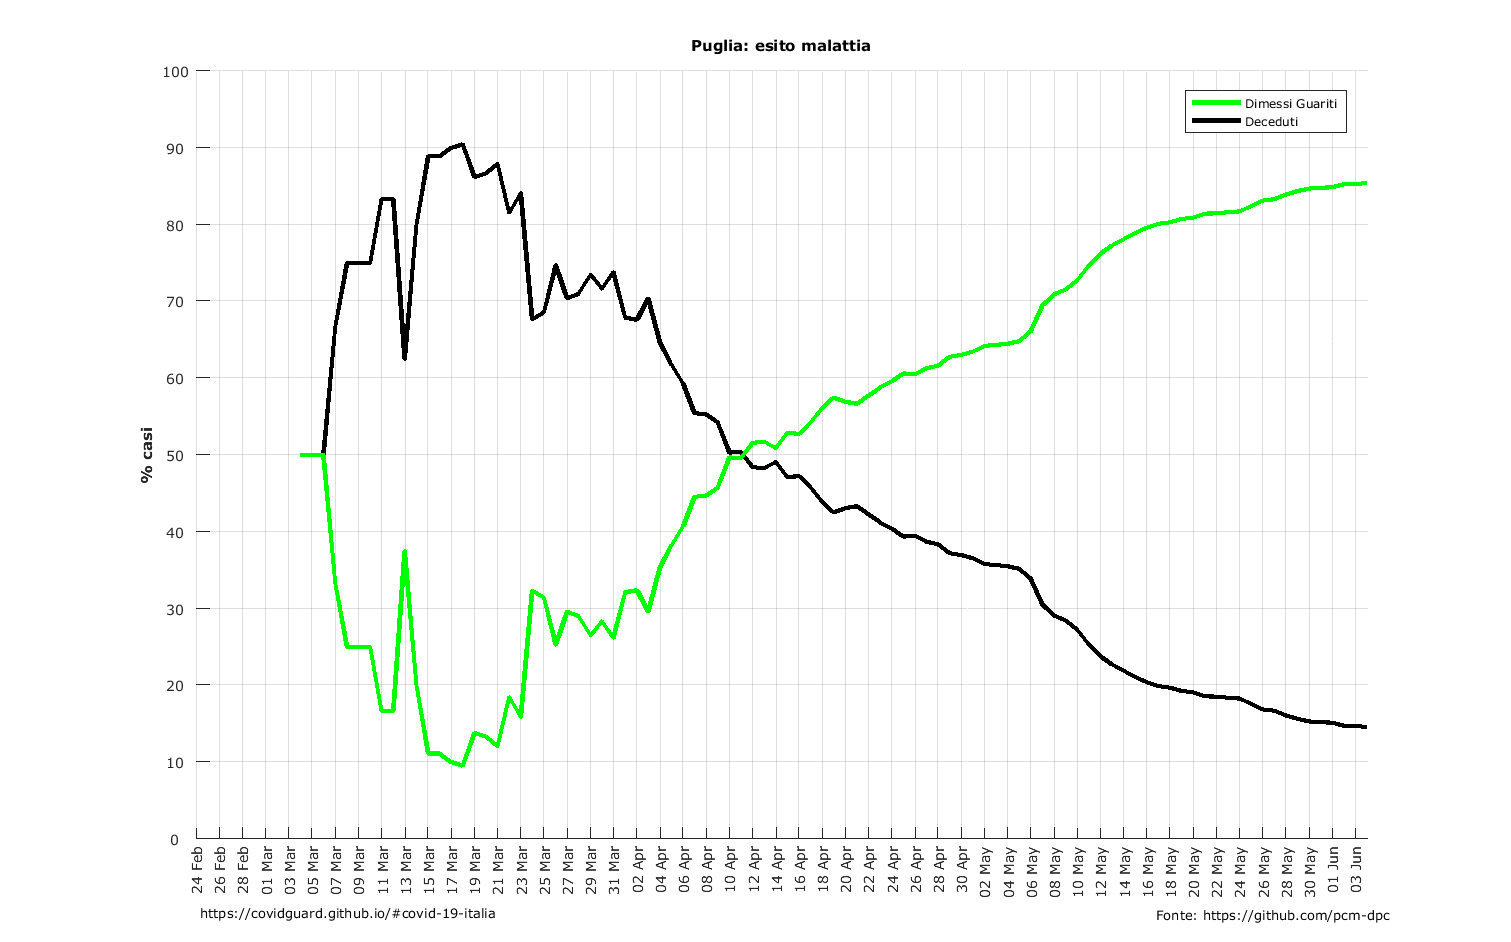 Puglia: esito malattia
Dimessi Guariti
Deceduti
% casi
100
90
80
70
60
50
40
30
20
10
0
24 Feb
26 Feb
28 Feb
01 Mar
03 Mar
05 Mar
07 Mar
09 Mar
11 Mar
13 Mar
15 Mar
17 Mar
19 Mar
21 Mar
23 Mar
25 Mar
27 Mar
29 Mar
31 Mar
02 Apr
04 Apr
06 Apr
08 Apr
10 Apr
12 Apr
14 Apr
16 Apr
18 Apr
20 Apr
22 Apr
24 Apr
26 Apr
28 Apr
30 Apr
02 May
04 May
06 May
08 May
10 May
12 May
14 May
16 May
18 May
20 May
22 May
24 May
26 May
28 May
30 May
01 Jun
03 Jun
https://covidguard.github.io/#covid-19-italia
Fonte: https://github.com/pcm-dpc